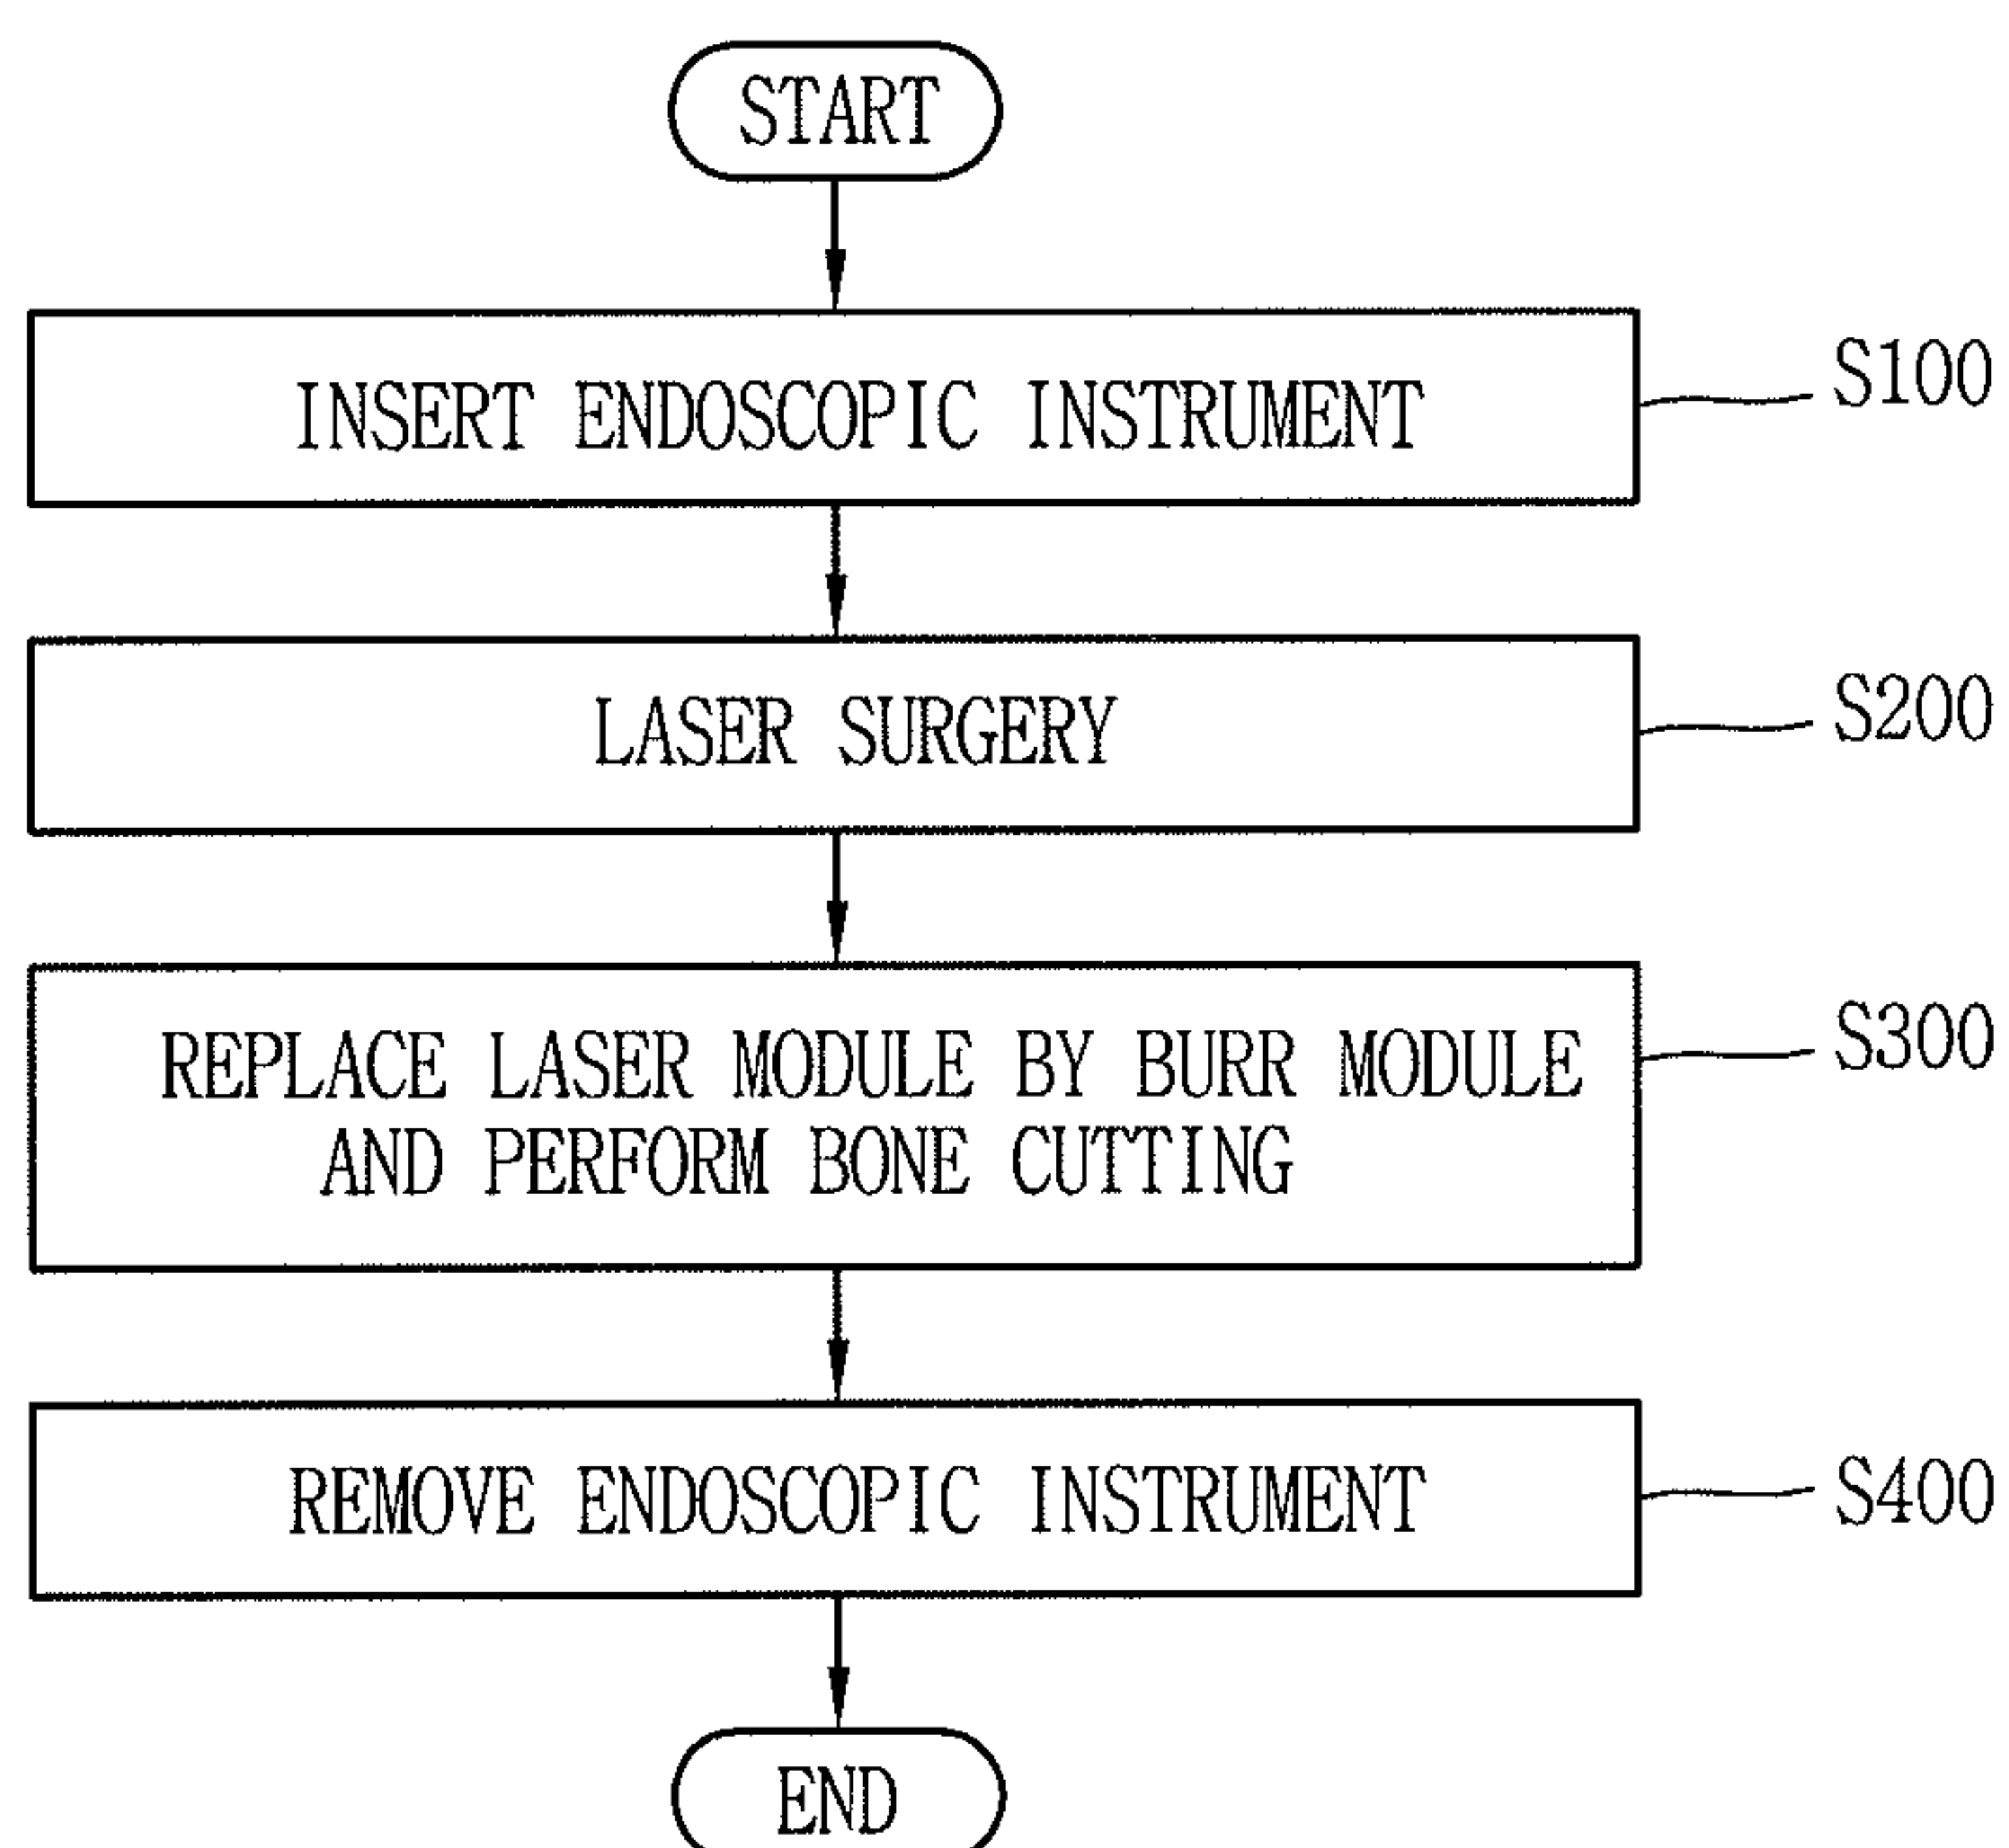 START
INSERT ENDOSCOPIC INSTRUMENT
S100
LASER SURGERY
S200
REPLACE LASER MODULE BY BURR MODULE
AND PERFORM BONE CUTTING
S300
REMOVE ENDOSCOPIC INSTRUMENT
S400
END